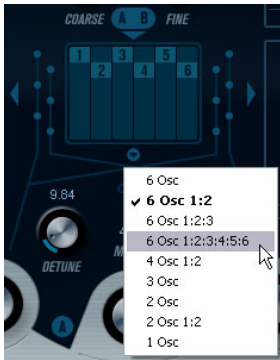 COARSE A B FINE
1 3 5
2 4 6
9.84
DETUNE
A
6 Osc
✓ 6 Osc 1:2
6 Osc 1:2:3
6 Osc 1:2:3:4:5:6
4 Osc 1:2
3 Osc
2 Osc
2 Osc 1:2
1 Osc